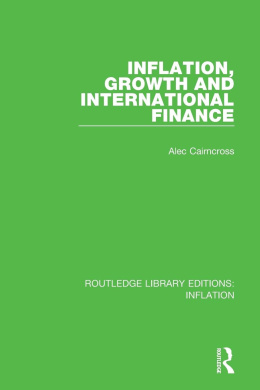 INFLATION,
GROWTH AND
INTERNATIONAL
FINANCE
Alec Cairncross
ROUTLEDGE LIBRARY EDITIONS:
INFLATION
ROUTLEDGE